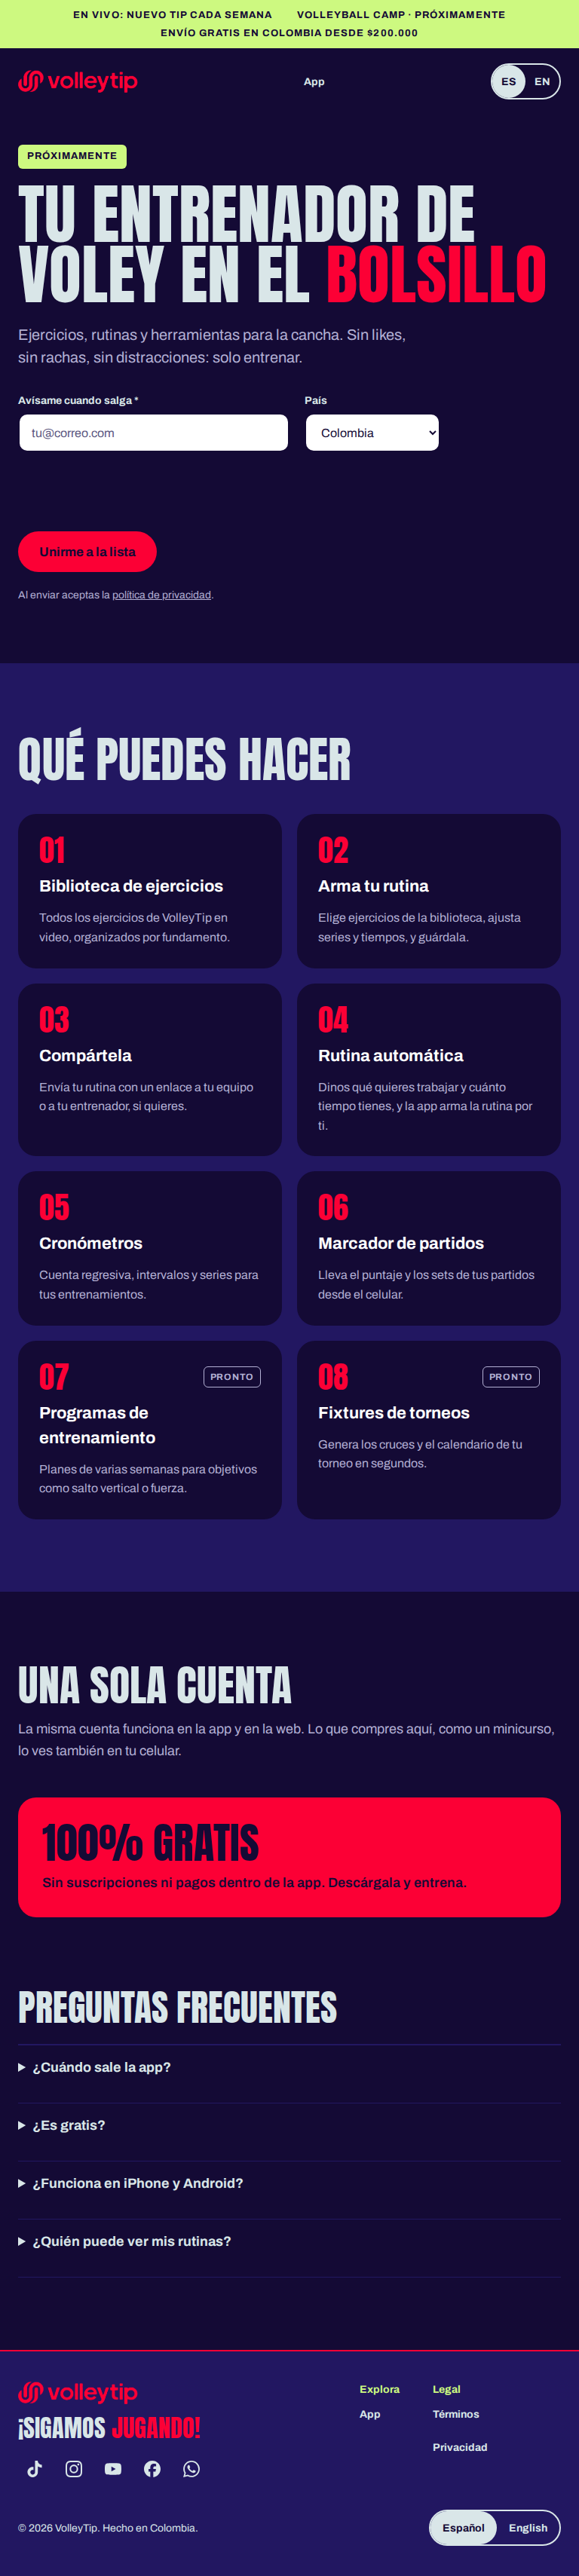 EN VIVO: NUEVO TIP CADA SEMANA
VOLLEYBALL CAMP · PRÓXIMAMENTE
ENVÍO GRATIS EN COLOMBIA DESDE $200.000
volleytip
App
ES
EN
PRÓXIMAMENTE
TU ENTRENADOR DE
VOLEY EN EL BOLSILLO
Ejercicios, rutinas y herramientas para la cancha. Sin likes,
sin rachas, sin distracciones: solo entrenar.
Avísame cuando salga *
País
tu@correo.com
Colombia
Unirme a la lista
Al enviar aceptas la política de privacidad.
QUÉ PUEDES HACER
01
Biblioteca de ejercicios
Todos los ejercicios de VolleyTip en
video, organizados por fundamento.
02
Arma tu rutina
Elige ejercicios de la biblioteca, ajusta
series y tiempos, y guárdala.
03
Compártela
Envía tu rutina con un enlace a tu equipo
o a tu entrenador, si quieres.
04
Rutina automática
Dinos qué quieres trabajar y cuánto
tiempo tienes, y la app arma la rutina por
ti.
05
Cronómetros
Cuenta regresiva, intervalos y series para
tus entrenamientos.
06
Marcador de partidos
Lleva el puntaje y los sets de tus partidos
desde el celular.
07
PRONTO
Programas de
entrenamiento
Planes de varias semanas para objetivos
como salto vertical o fuerza.
08
PRONTO
Fixtures de torneos
Genera los cruces y el calendario de tu
torneo en segundos.
UNA SOLA CUENTA
La misma cuenta funciona en la app y en la web. Lo que compres aquí, como un minicurso,
lo ves también en tu celular.
100% GRATIS
Sin suscripciones ni pagos dentro de la app. Descárgala y entrena.
PREGUNTAS FRECUENTES
¿Cuándo sale la app?
¿Es gratis?
¿Funciona en iPhone y Android?
¿Quién puede ver mis rutinas?
volleytip
¡SIGAMOS JUGANDO!
Explora
App
Legal
Términos
Privacidad
© 2026 VolleyTip. Hecho en Colombia.
Español
English